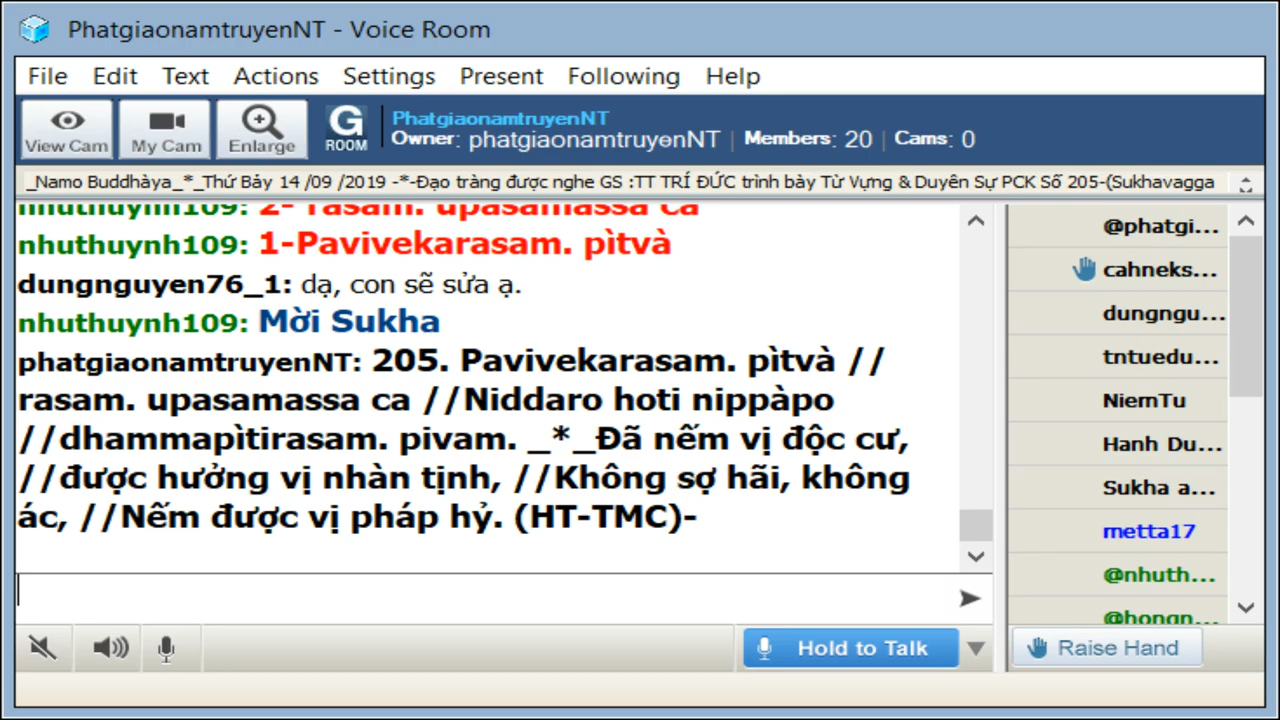 PhatgiaonamtruyenNT - Voice Room
File Edit Text Actions Settings Present Following Help
View Cam My Cam Enlarge G ROOM
PhatgiaonamtruyenNT
Owner: phatgiaonamtruyenNT | Members: 20 | Cams: 0
_Namo Buddhàya_*_Thứ Bảy 14 /09 /2019 -*-Đạo tràng được nghe GS :TT TRÍ ĐỨC trình bày Từ Vựng & Duyên Sự PCK Số 205-(Sukhavagga
nhuthuynh109: 2- rasam. upasamassa ca
nhuthuynh109: 1-Pavivekarasam. pìtvà
dungnguyen76_1: dạ, con sẽ sửa ạ.
nhuthuynh109: Mời Sukha
phatgiaonamtruyenNT: 205. Pavivekarasam. pìtvà //
rasam. upasamassa ca //Niddaro hoti nippàpo
//dhammapìtirasam. pivam. _*_Đã nếm vị độc cư,
//được hưởng vị nhàn tịnh, //Không sợ hãi, không
ác, //Nếm được vị pháp hỷ. (HT-TMC)-
@phatgi...
cahneks...
dungngu...
tntuedu...
NiemTu
Hanh Du...
Sukha a...
metta17
@nhuth...
@hongn...
Hold to Talk
Raise Hand